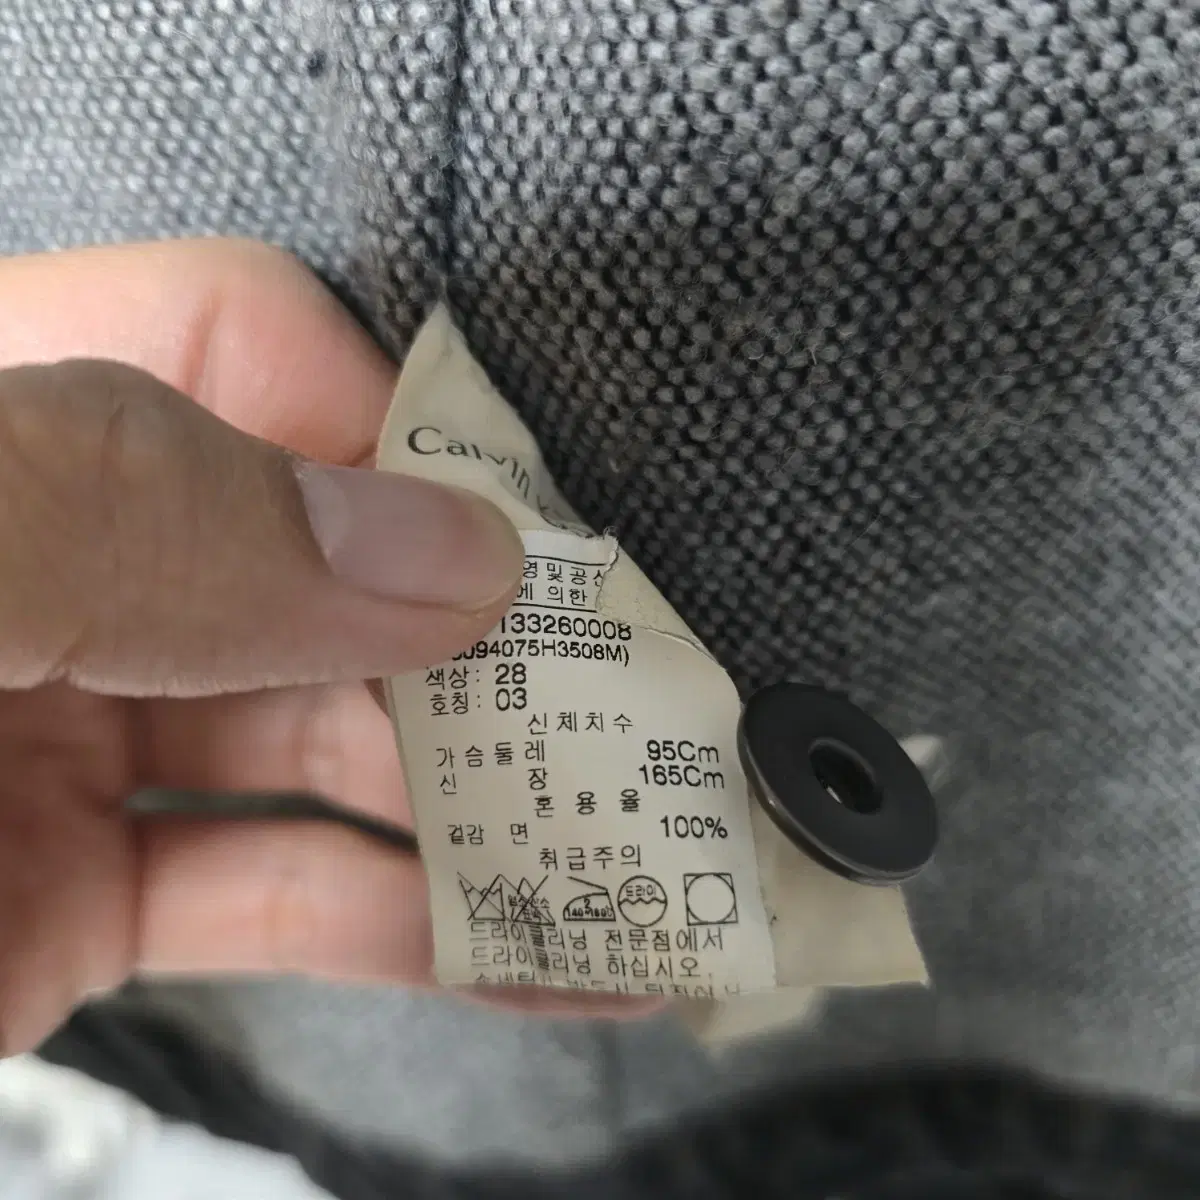 Calvin
영및공산
에 의한
133260008
094075H3508M)
색상: 28
호칭: 03
신체치수
가슴둘레 95Cm
신 장 165Cm
혼 용 율
겉감 면 100%
취급주의
2 드라이
140~160℃
드라이클리닝 전문점에서
드라이클리닝 하십시오.